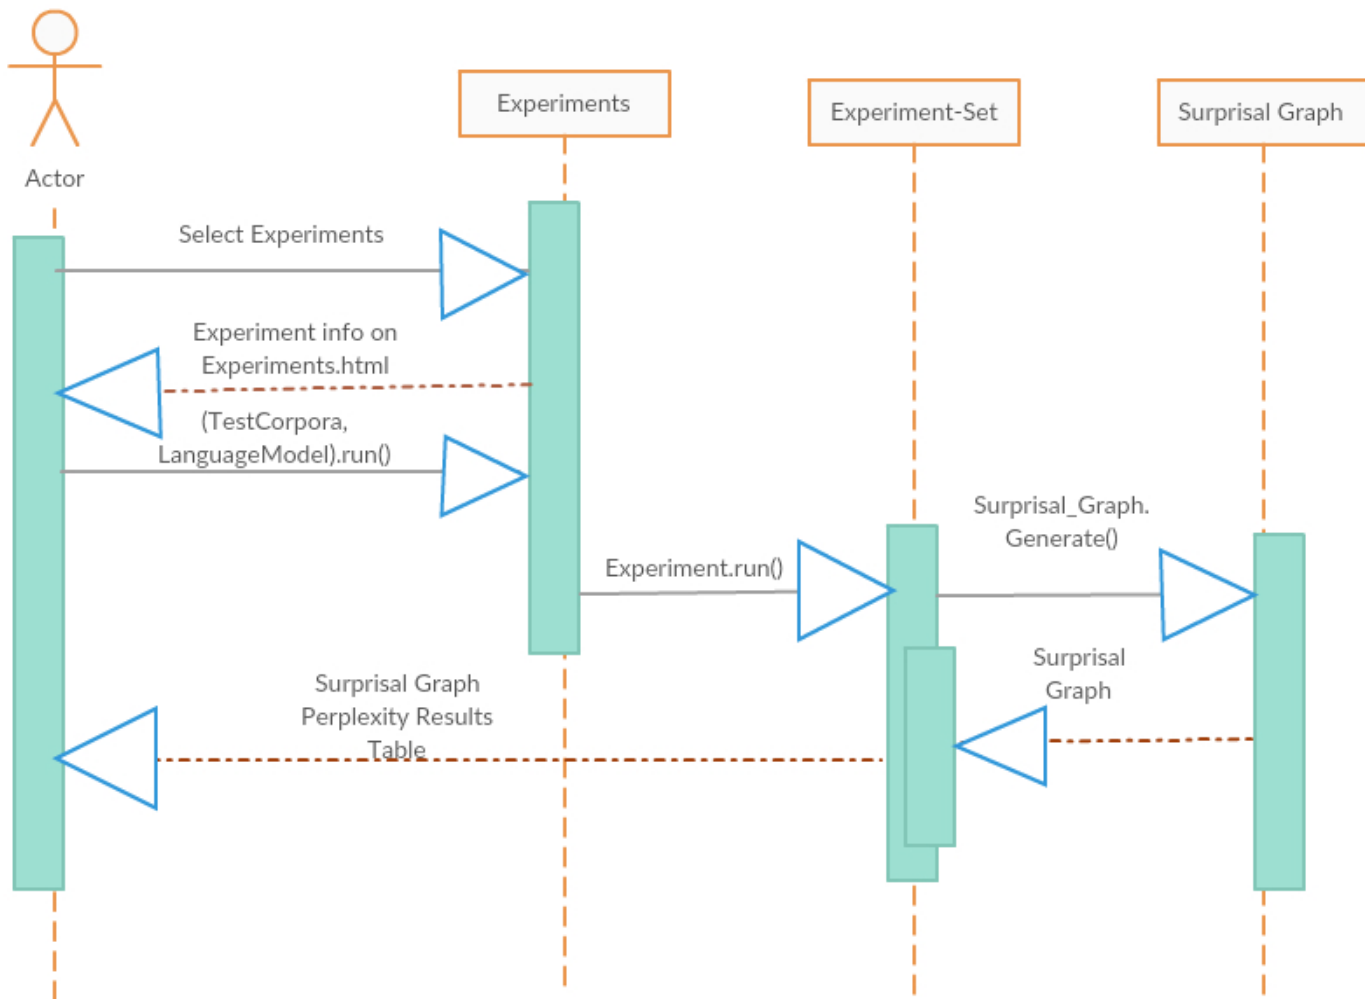 Experiments
Experiment-Set
Surprisal Graph
Actor
Select Experiments
Experiment info on
Experiments.html
(TestCorpora,
LanguageModel).run()
Surprisal_Graph.
Generate()
Experiment.run()
Surprisal
Graph
Surprisal Graph
Perplexity Results
Table